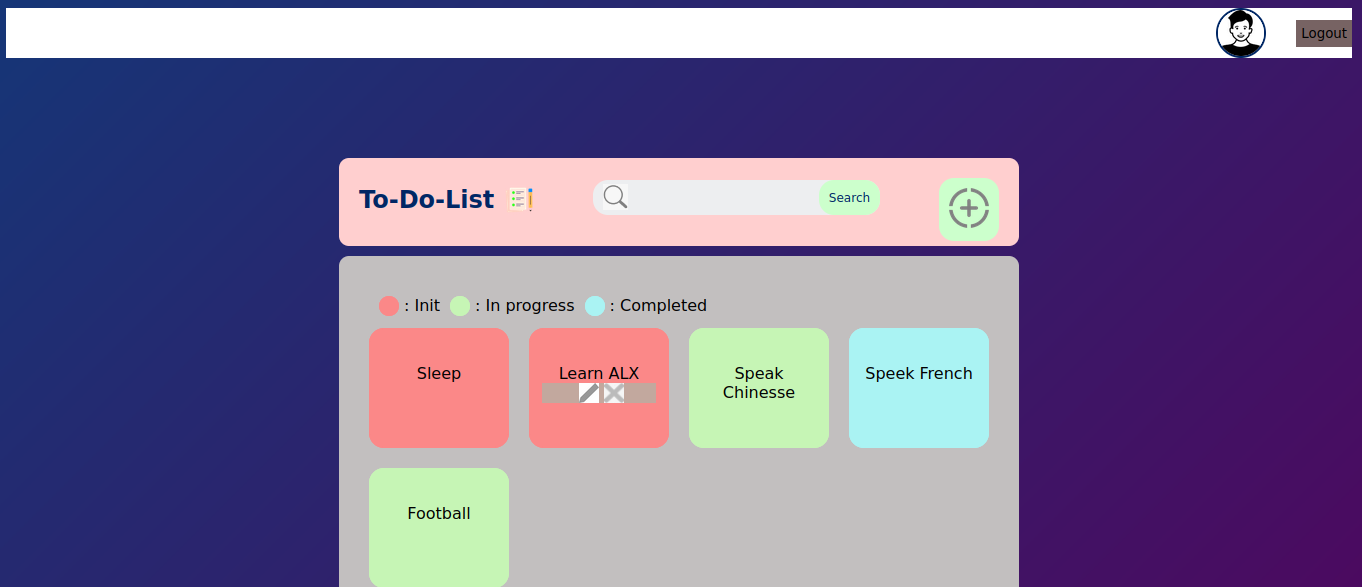 Logout
To-Do-List
Search
: Init : In progress : Completed
Sleep
Learn ALX
Speak
Chinesse
Speek French
Football